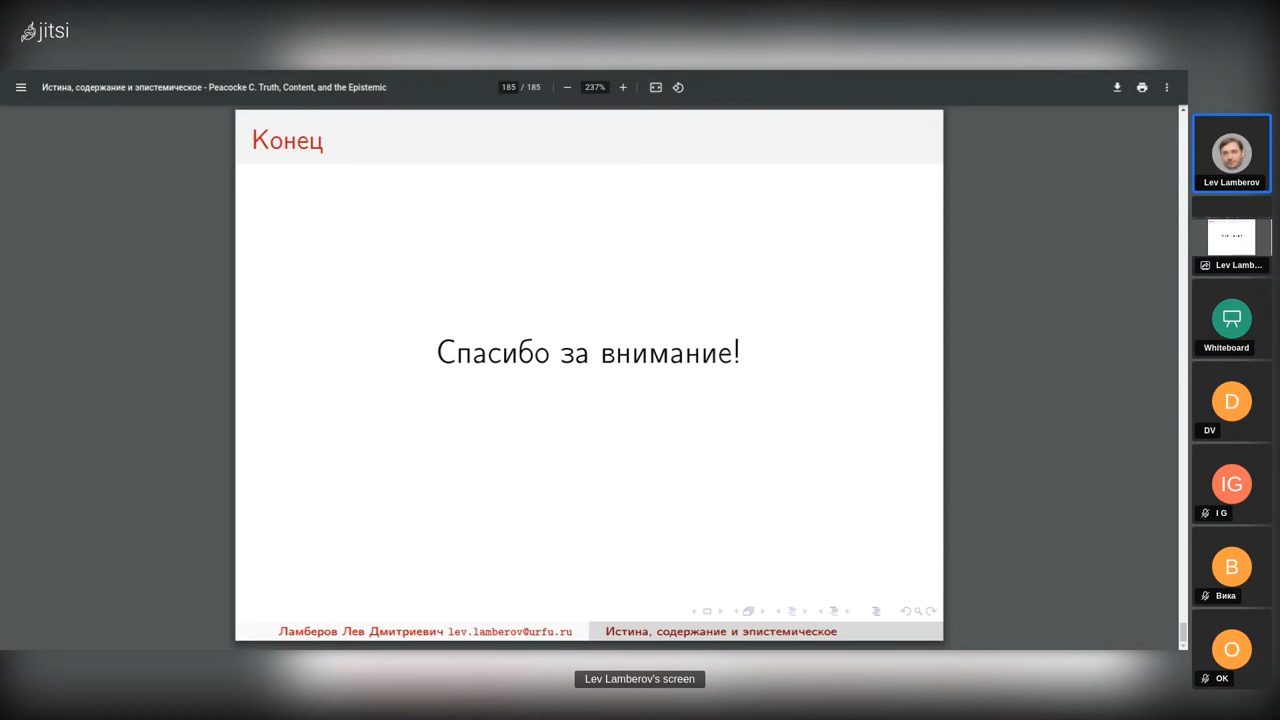 jitsi
Истина, содержание и эпистемическое - Peacocke C. Truth, Content, and the Epistemic
185 / 185
237%
Конец
Спасибо за внимание!
Ламберов Лев Дмитриевич lev.lamberov@urfu.ru
Истина, содержание и эпистемическое
Lev Lamberov
Lev Lamb...
Whiteboard
D
DV
IG
I G
В
Вика
O
OK
Lev Lamberov's screen